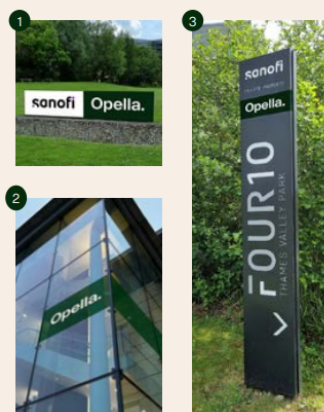 1
sanofi Opella.
2
Opella.
3
sanofi
Opella.
FOUR10
THAMES VALLEY PARK